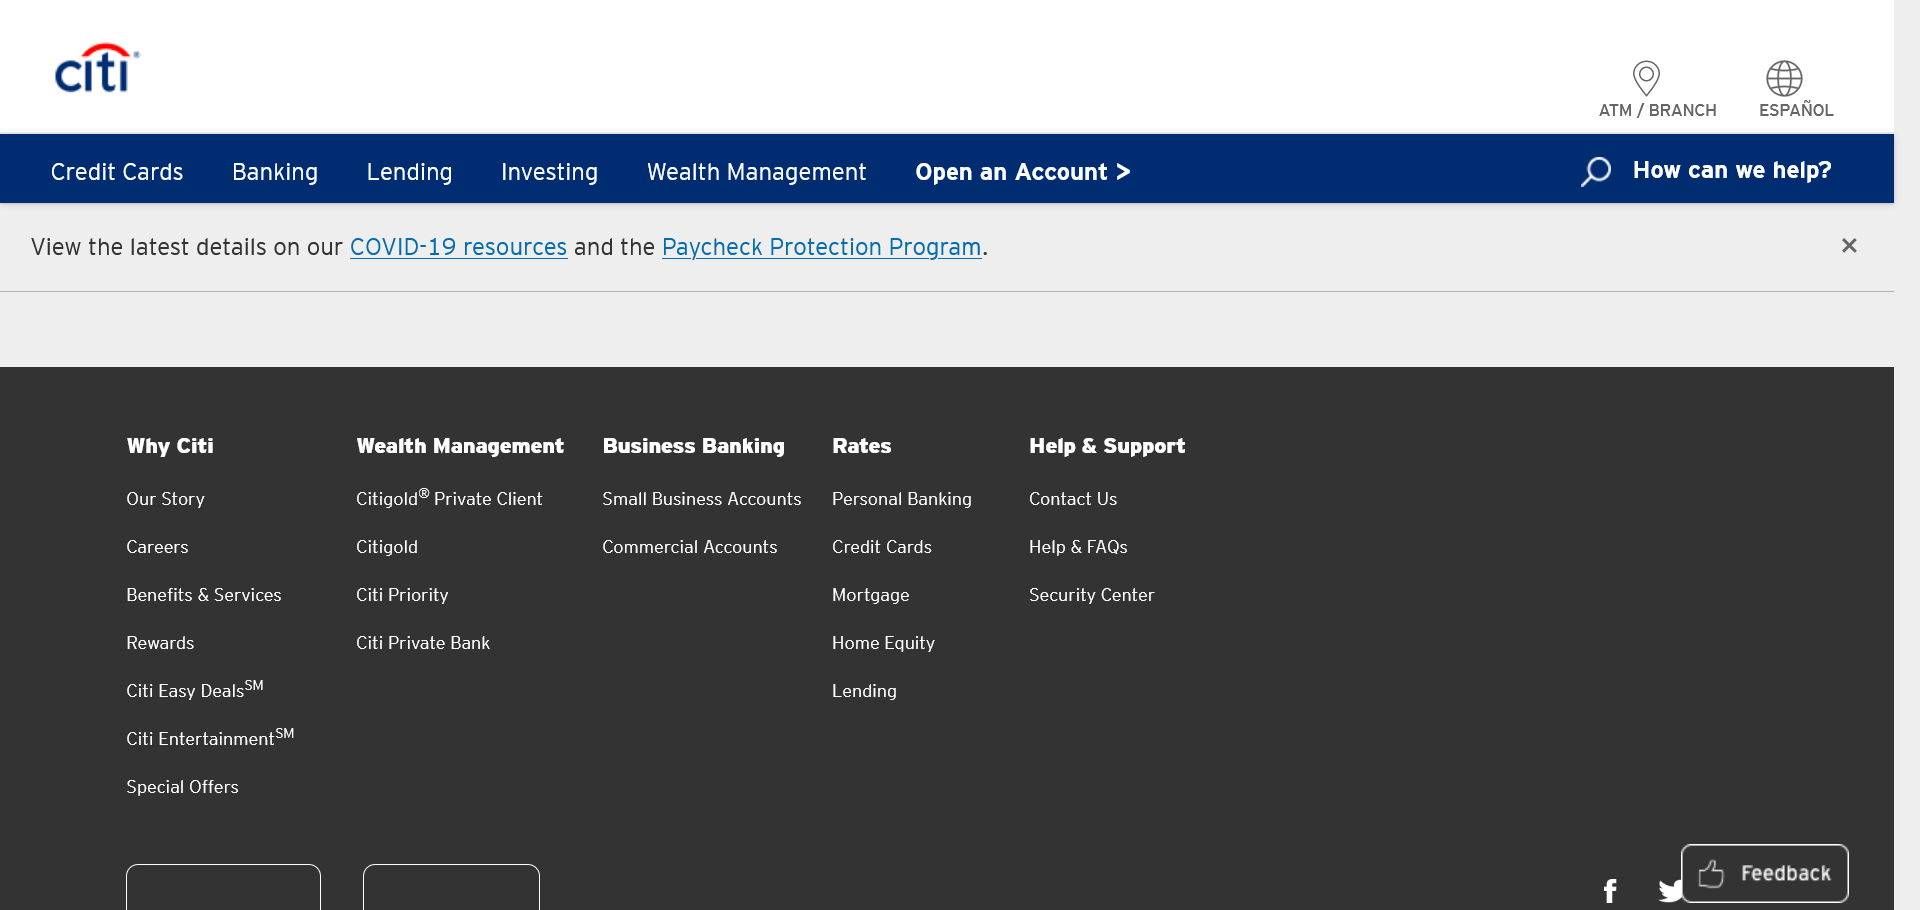 citi®
ATM / BRANCH
ESPAÑOL
Credit Cards Banking Lending Investing Wealth Management Open an Account > How can we help?
View the latest details on our COVID-19 resources and the Paycheck Protection Program. ×
Why Citi
Our Story
Careers
Benefits & Services
Rewards
Citi Easy Deals℠
Citi Entertainment℠
Special Offers
Wealth Management
Citigold® Private Client
Citigold
Citi Priority
Citi Private Bank
Business Banking
Small Business Accounts
Commercial Accounts
Rates
Personal Banking
Credit Cards
Mortgage
Home Equity
Lending
Help & Support
Contact Us
Help & FAQs
Security Center
Feedback